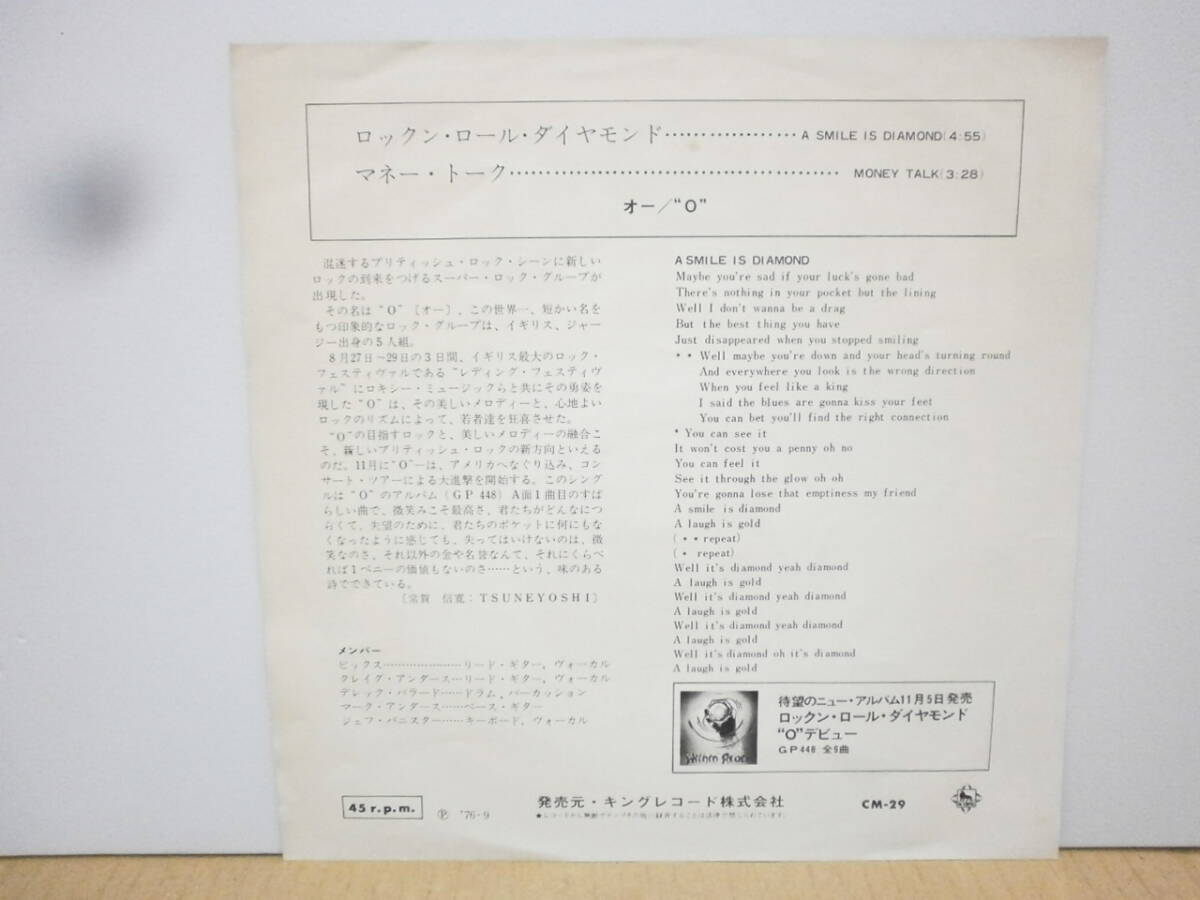 ロックン・ロール・ダイヤモンド……………… A SMILE IS DIAMOND(4:55)
マネー・トーク………………………………… MONEY TALK(3:28)
オー／“O”
混迷するブリティッシュ・ロック・シーンに新しい
ロックの到来をつげるスーパー・ロック・グループが
出現した。
その名は“O”〔オー〕、この世界一、短かい名を
もつ印象的なロック・グループは、イギリス、ジャー
ジー出身の5人組。
8月27日～29日の3日間、イギリス最大のロック・
フェスティヴァルである“レディング・フェスティヴ
ァル”にロキシー・ミュージックらと共にその勇姿を
現した“O”は、その美しいメロディーと、心地よい
ロックのリズムによって、若者達を狂喜させた。
“O”の目指すロックと、美しいメロディーの融合こ
そ、新しいブリティッシュ・ロックの新方向といえる
のだ。11月に“O”一は、アメリカへなぐり込み、コン
サート・ツアーによる大進撃を開始する。このシング
ルは“O”のアルバム（GP 448）A面1曲目のすば
らしい曲で、微笑みこそ最高さ、君たちがどんなにつ
らくて、失望のために、君たちのポケットに何にもな
くなったように感じても、失ってはいけないのは、微
笑なのさ、それ以外の金や名誉なんて、それにくらべ
れば1ペニーの価値もないのさ……という、味のある
詩でできている。
〔常賀 信寛：TSUNEYOSHI〕
メンバー
ピックス…………………リード・ギター、ヴォーカル
クレイグ・アンダース…リード・ギター、ヴォーカル
デレック・バラード……ドラム、パーカッション
マーク・アンダース……ベース・ギター
ジェフ・バニスター……キーボード、ヴォーカル
A SMILE IS DIAMOND
Maybe you're sad if your luck's gone bad
There's nothing in your pocket but the lining
Well I don't wanna be a drag
But the best thing you have
Just disappeared when you stopped smiling
** Well maybe you're down and your head's turning round
And everywhere you look is the wrong direction
When you feel like a king
I said the blues are gonna kiss your feet
You can bet you'll find the right connection
* You can see it
It won't cost you a penny oh no
You can feel it
See it through the glow oh oh
You're gonna lose that emptiness my friend
A smile is diamond
A laugh is gold
(** repeat)
(* repeat)
Well it's diamond yeah diamond
A laugh is gold
Well it's diamond yeah diamond
A laugh is gold
Well it's diamond yeah diamond
A laugh is gold
Well it's diamond oh it's diamond
A laugh is gold
待望のニュー・アルバム11月5日発売
ロックン・ロール・ダイヤモンド
“O”デビュー
GP448 全9曲
45 r.p.m.
Ⓟ '76・9
発売元・キングレコード株式会社
★レコードから無断でテープその他に録音することは法律で禁じられています。
CM-29